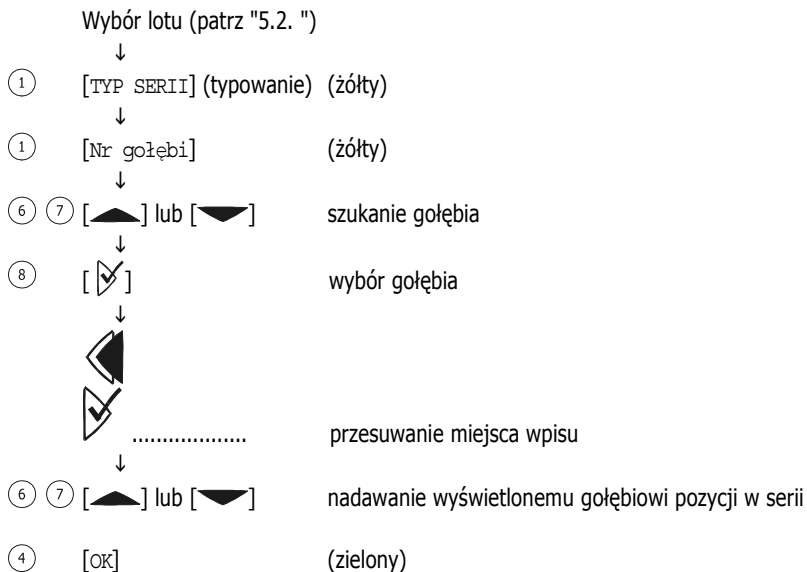 Wybór lotu (patrz "5.2. ")
↓
① [TYP SERII] (typowanie) (żółty)
↓
① [Nr gołębi] (żółty)
↓
⑥ ⑦ [▲] lub [▼] szukanie gołębia
↓
⑧ [ ] wybór gołębia
↓
................... przesuwanie miejsca wpisu
↓
⑥ ⑦ [▲] lub [▼] nadawanie wyświetlonemu gołębiowi pozycji w serii
④ [OK] (zielony)